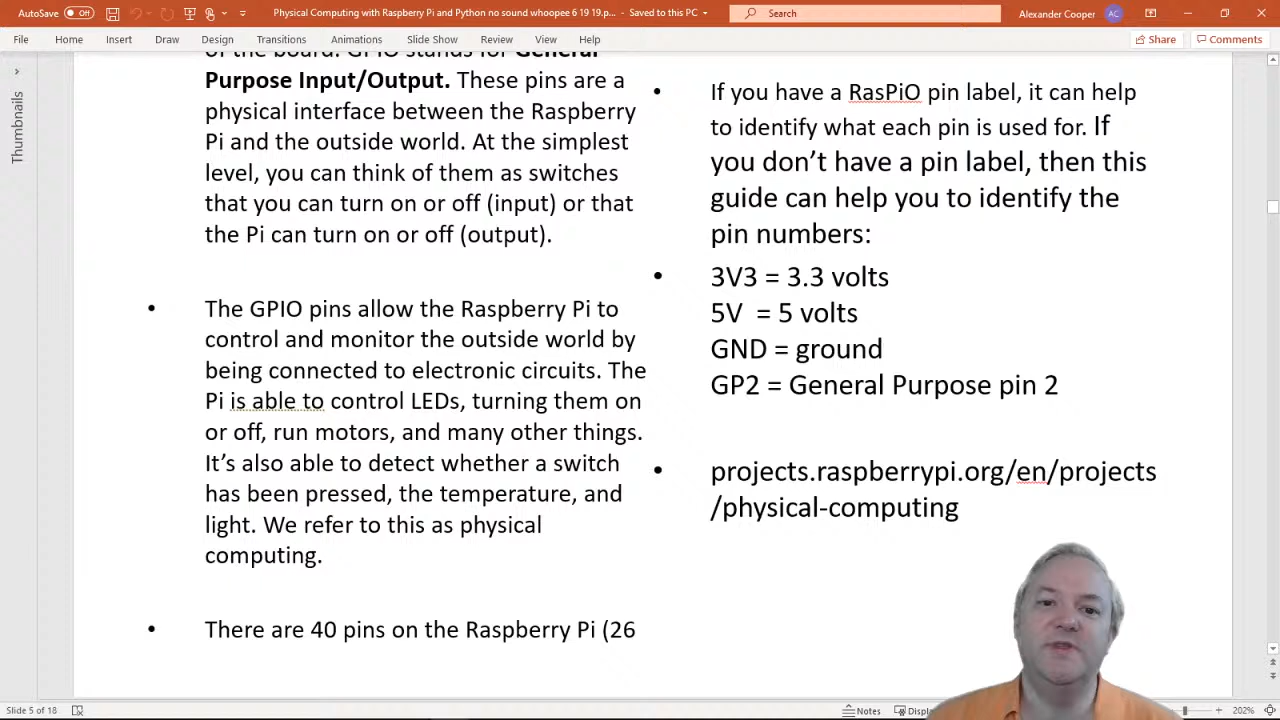 AutoSave
Off
Physical Computing with Raspberry Pi and Python no sound whoopee 6 19 19.p... - Saved to this PC
Search
Alexander Cooper
AC
File
Home
Insert
Draw
Design
Transitions
Animations
Slide Show
Review
View
Help
Share
Comments
Thumbnails
of the board. GPIO stands for General
Purpose Input/Output. These pins are a
physical interface between the Raspberry
Pi and the outside world. At the simplest
level, you can think of them as switches
that you can turn on or off (input) or that
the Pi can turn on or off (output).
• The GPIO pins allow the Raspberry Pi to
control and monitor the outside world by
being connected to electronic circuits. The
Pi is able to control LEDs, turning them on
or off, run motors, and many other things.
It’s also able to detect whether a switch
has been pressed, the temperature, and
light. We refer to this as physical
computing.
• There are 40 pins on the Raspberry Pi (26
• If you have a RasPiO pin label, it can help
to identify what each pin is used for. If
you don’t have a pin label, then this
guide can help you to identify the
pin numbers:
• 3V3 = 3.3 volts
5V = 5 volts
GND = ground
GP2 = General Purpose pin 2
• projects.raspberrypi.org/en/projects
/physical-computing
Slide 5 of 18
Notes
Displ
202%